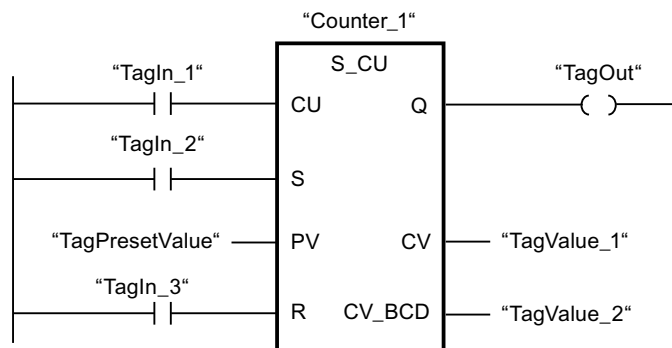 “Counter_1“
S_CU
“TagIn_1“
“TagOut“
CU
Q
“TagIn_2“
S
“TagPresetValue“
PV
CV
“TagValue_1“
“TagIn_3“
R
CV_BCD
“TagValue_2“